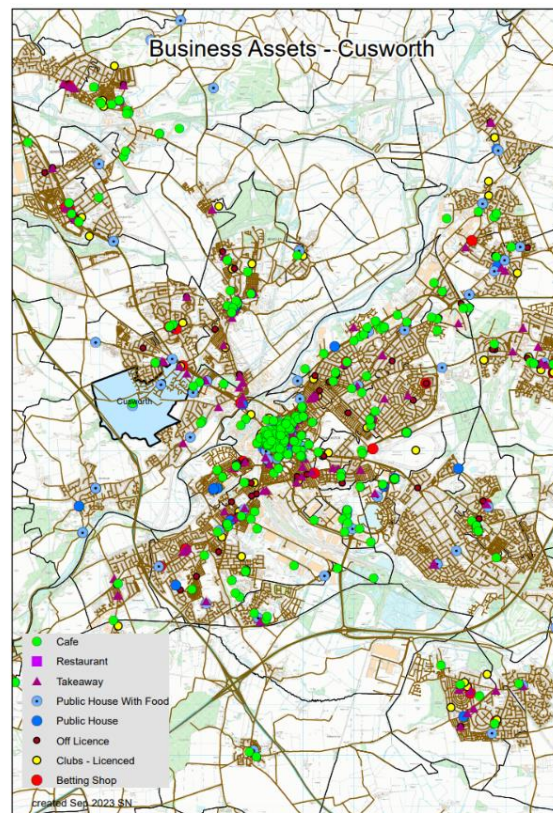 Business Assets - Cusworth
Cusworth
Cafe
Restaurant
Takeaway
Public House With Food
Public House
Off Licence
Clubs - Licenced
Betting Shop
created Sep 2023 SN